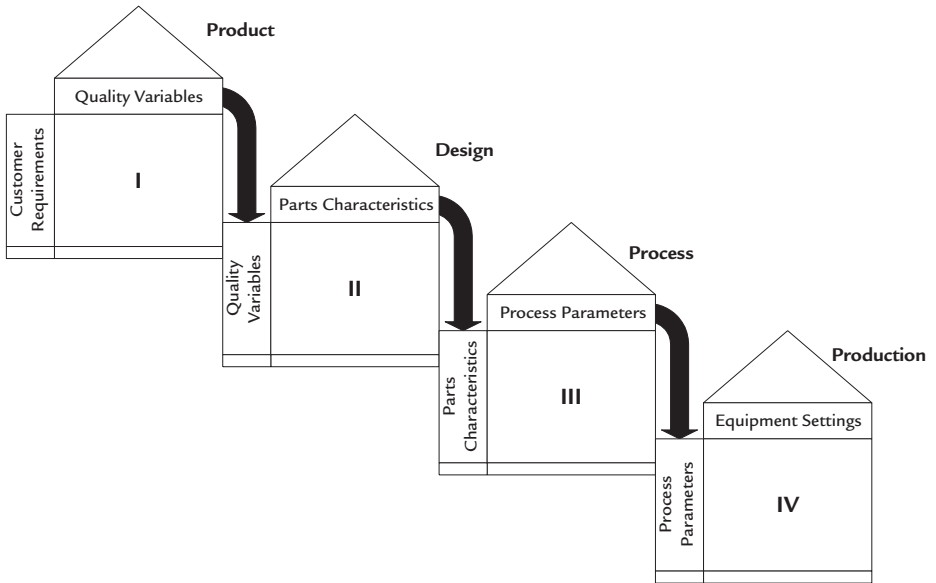 Product
Quality Variables
Customer
Requirements
I
Design
Parts Characteristics
Quality
Variables
II
Process
Process Parameters
Parts
Characteristics
III
Production
Equipment Settings
Process
Parameters
IV